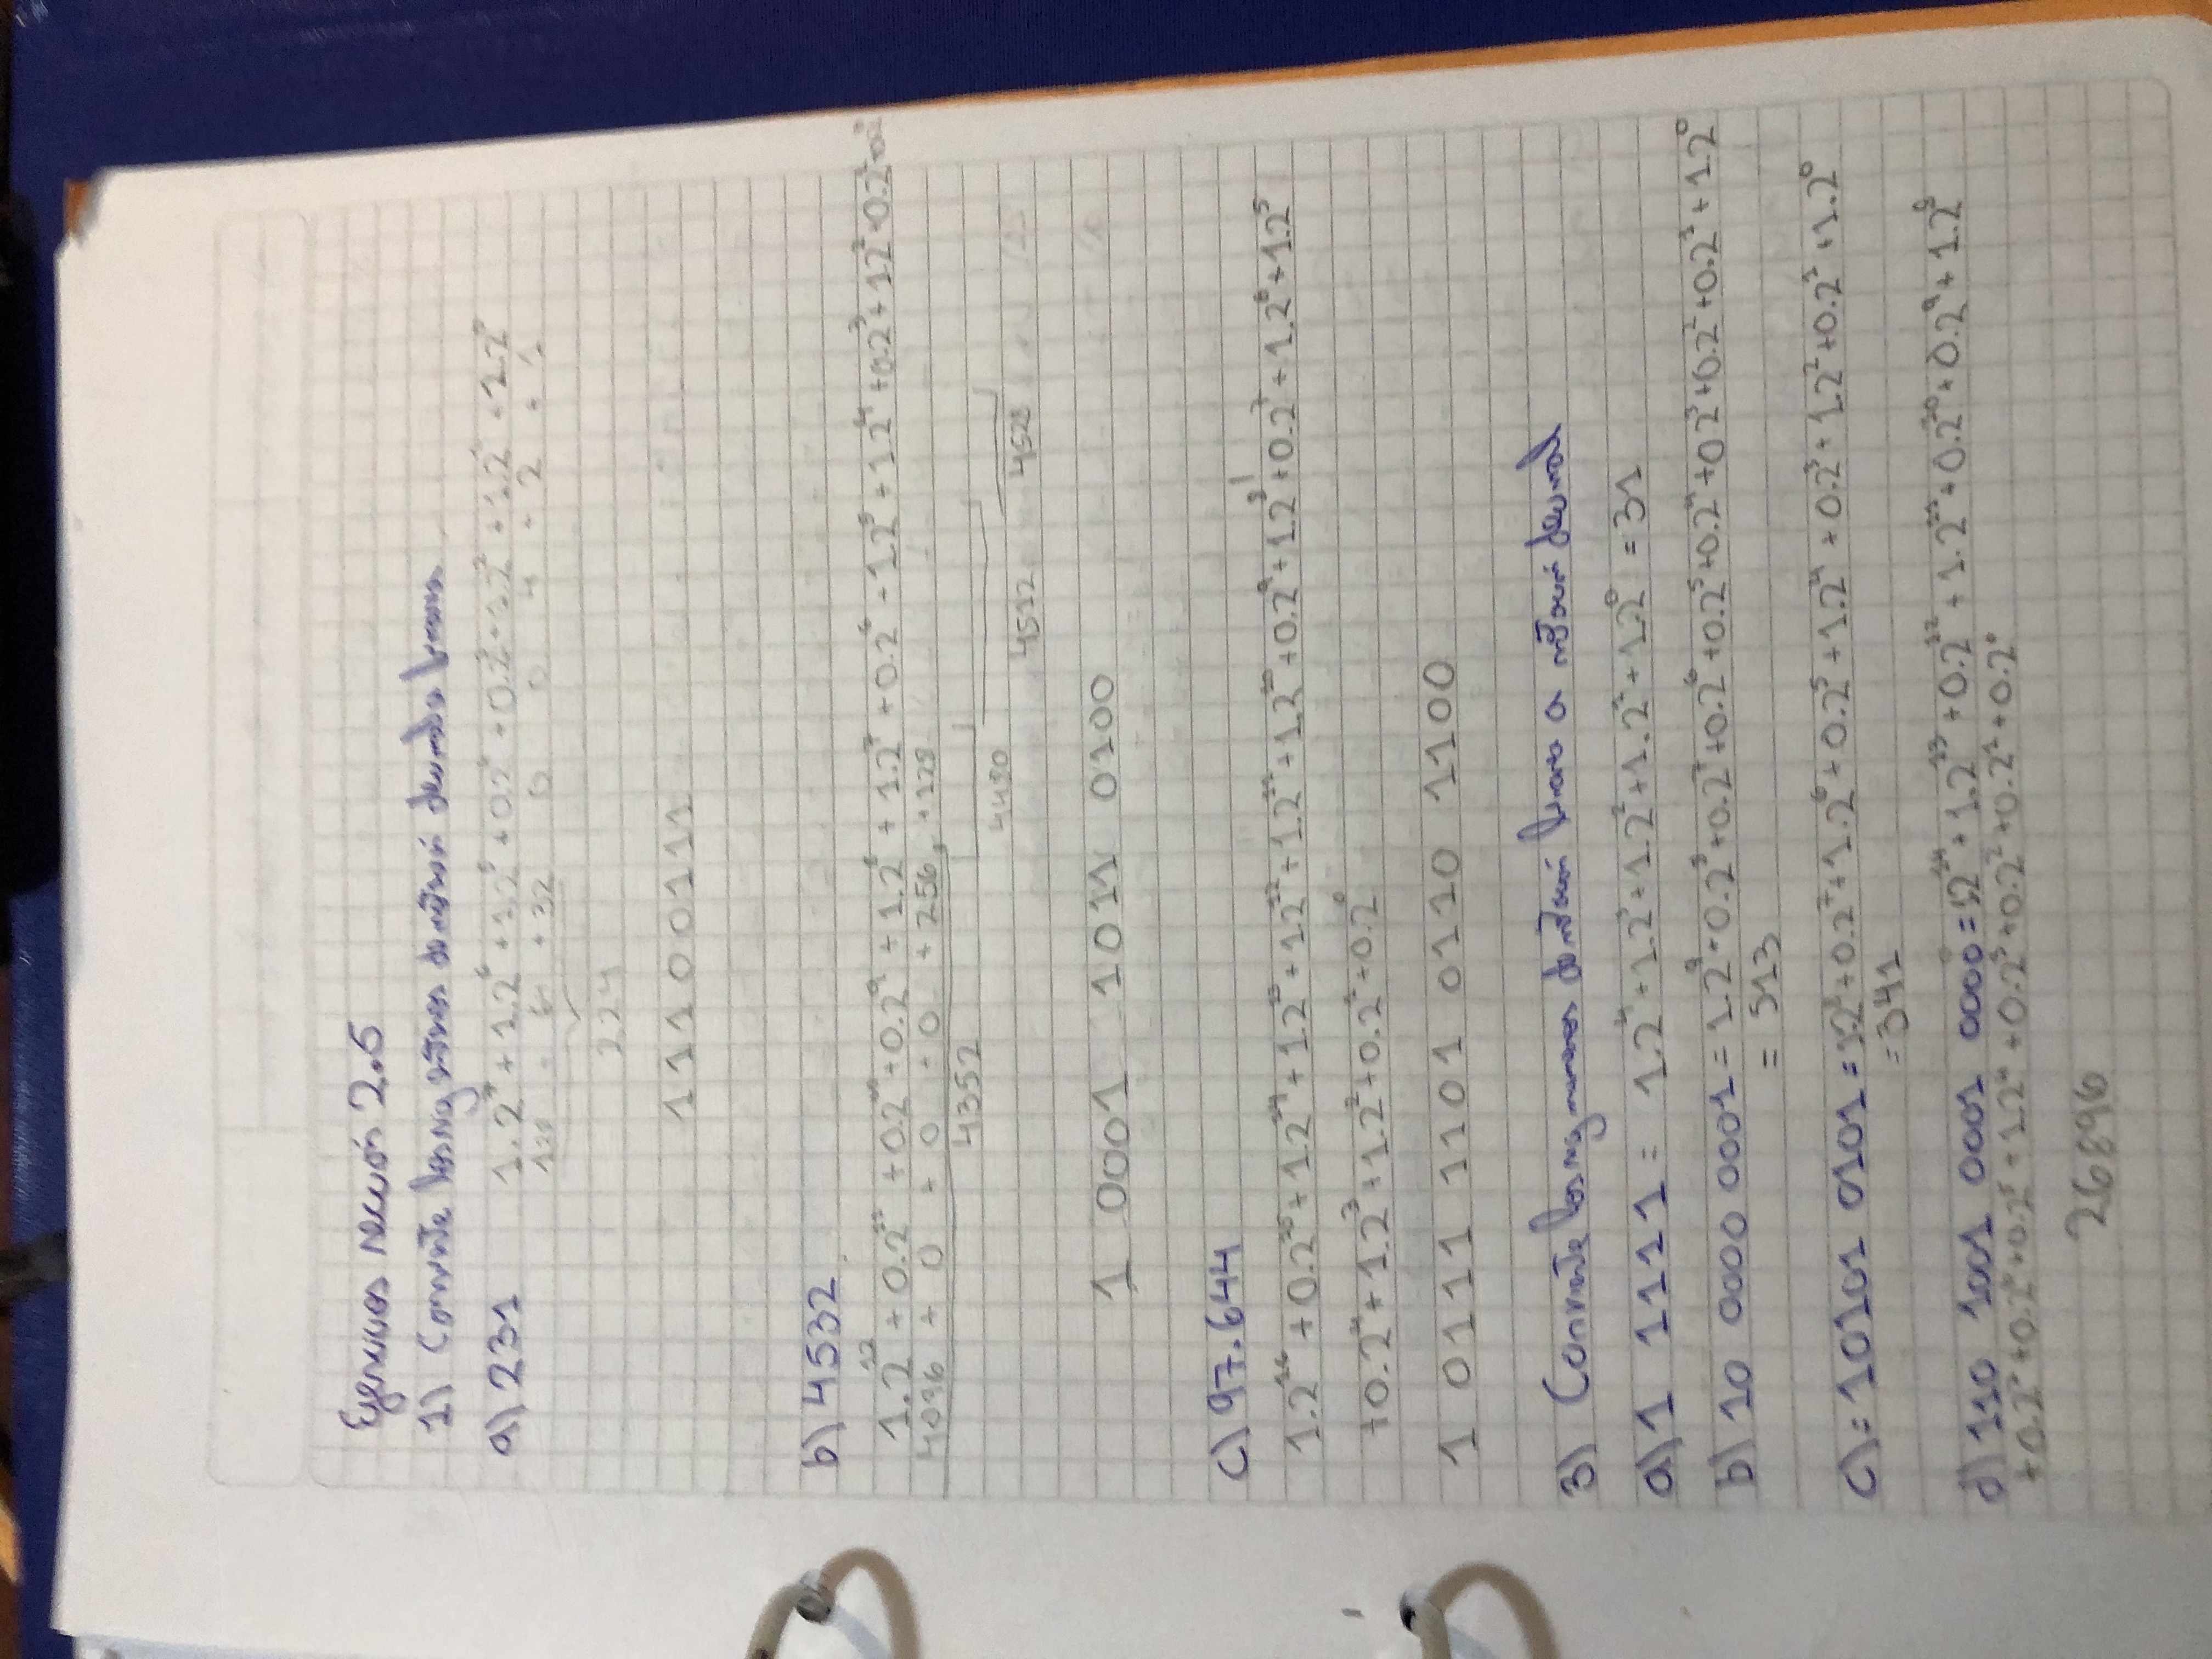 Ejercicios sección 2.5
1) Convierte los sig enteros de notación decimal a binaria
a) 231 1.2^7 + 1.2^6 + 1.2^5 + 0.2^4 + 0.2^3 + 1.2^2 + 1.2^1 + 1.2^0
128 + 64 + 32 0 0 4 + 2 + 1
224
11100111
b) 4532
1.2^12 + 0.2^11 + 0.2^10 + 0.2^9 + 1.2^8 + 1.2^7 + 0.2^6 + 1.2^5 + 1.2^4 + 0.2^3 + 1.2^2 + 0.2^1 + 0.2^0
4096 + 0 + 0 + 0 + 256 + 128
4352
4480
4512 4528
1 0001 1011 0100
c) 97.644
1.2^16 + 0.2^15 + 1.2^14 + 1.2^13 + 1.2^12 + 1.2^11 + 1.2^10 + 0.2^9 + 1.2^8 + 0.2^7 + 1.2^6 + 1.2^5
+ 0.2^4 + 1.2^3 + 1.2^2 + 0.2^1 + 0.2^0
1 0111 1101 0110 1100
3) Convierte los sig numeros de notación binaria a notación decimal
a) 1 1111 = 1.2^4 + 1.2^3 + 1.2^2 + 1.2^1 + 1.2^0 = 31
b) 10 0000 0001 = 1.2^9 + 0.2^8 + 0.2^7 + 0.2^6 + 0.2^5 + 0.2^4 + 0.2^3 + 0.2^2 + 0.2^1 + 1.2^0
= 513
c) = 10101 0101 = 1.2^8 + 0.2^7 + 1.2^6 + 0.2^5 + 1.2^4 + 0.2^3 + 1.2^2 + 0.2^1 + 1.2^0
= 341
d) 110 1001 0001 0000 = 1.2^14 + 1.2^13 + 0.2^12 + 1.2^11 + 0.2^10 + 0.2^9 + 1.2^8
+ 0.2^7 + 0.2^6 + 0.2^5 + 1.2^4 + 0.2^3 + 0.2^2 + 0.2^1 + 0.2^0
26896